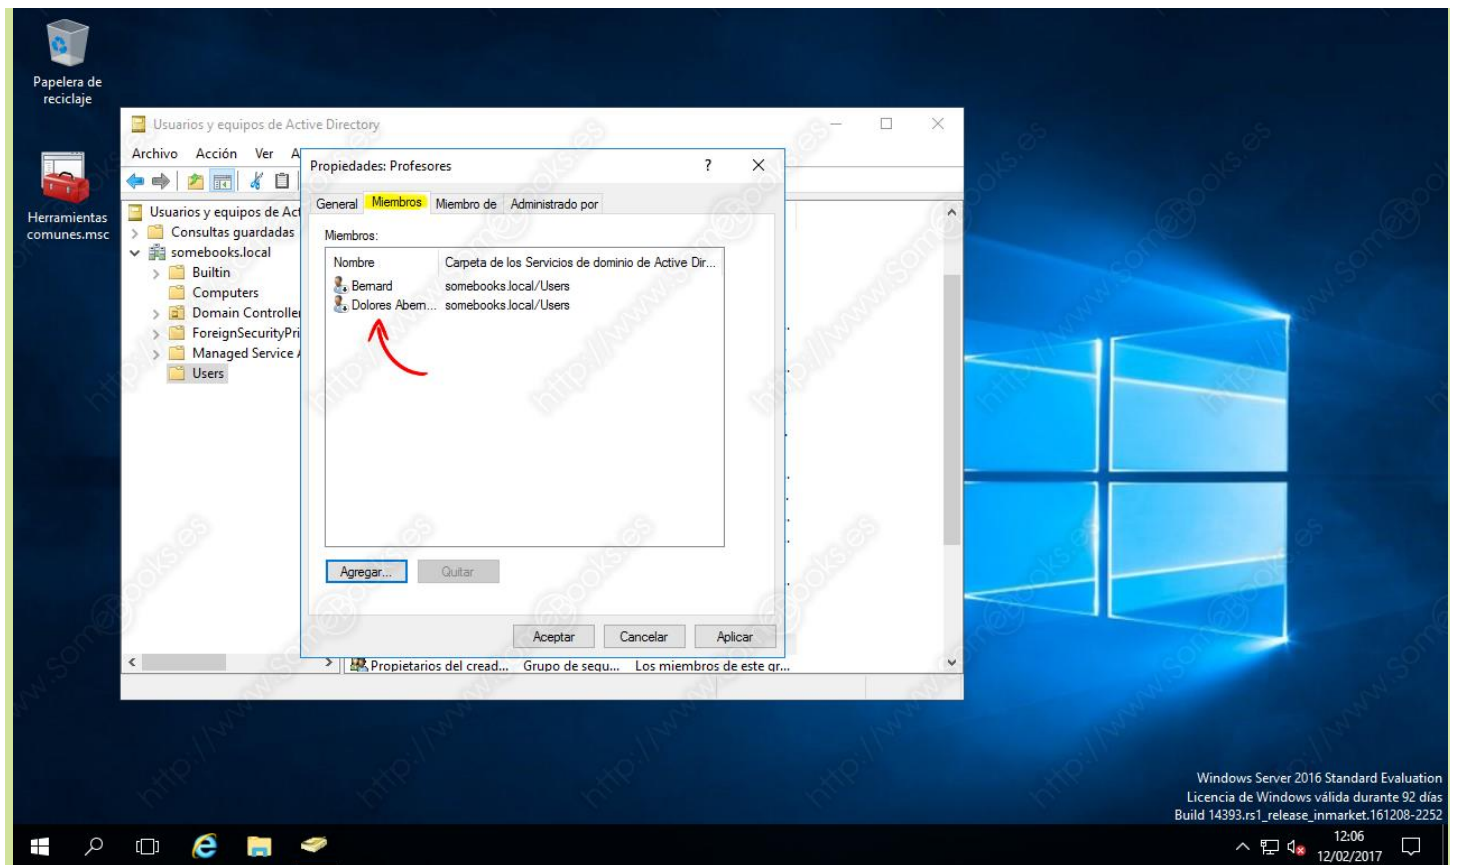 Papelera de
reciclaje
Herramientas
comunes.msc
Usuarios y equipos de Active Directory
Archivo Acción Ver
Propiedades: Profesores
General Miembros Miembro de Administrado por
Miembros:
Nombre Carpeta de los Servicios de dominio de Active Dir...
Bernard somebooks.local/Users
Dolores Abern... somebooks.local/Users
Agregar... Quitar
Aceptar Cancelar Aplicar
Usuarios y equipos de Act
Consultas guardadas
somebooks.local
Builtin
Computers
Domain Controller
ForeignSecurityPri
Managed Service A
Users
Propietarios del cread... Grupo de segu... Los miembros de este gr...
Windows Server 2016 Standard Evaluation
Licencia de Windows válida durante 92 días
Build 14393.rs1_release_inmarket.161208-2252
12:06
12/02/2017
http://www.SomeBooks.es